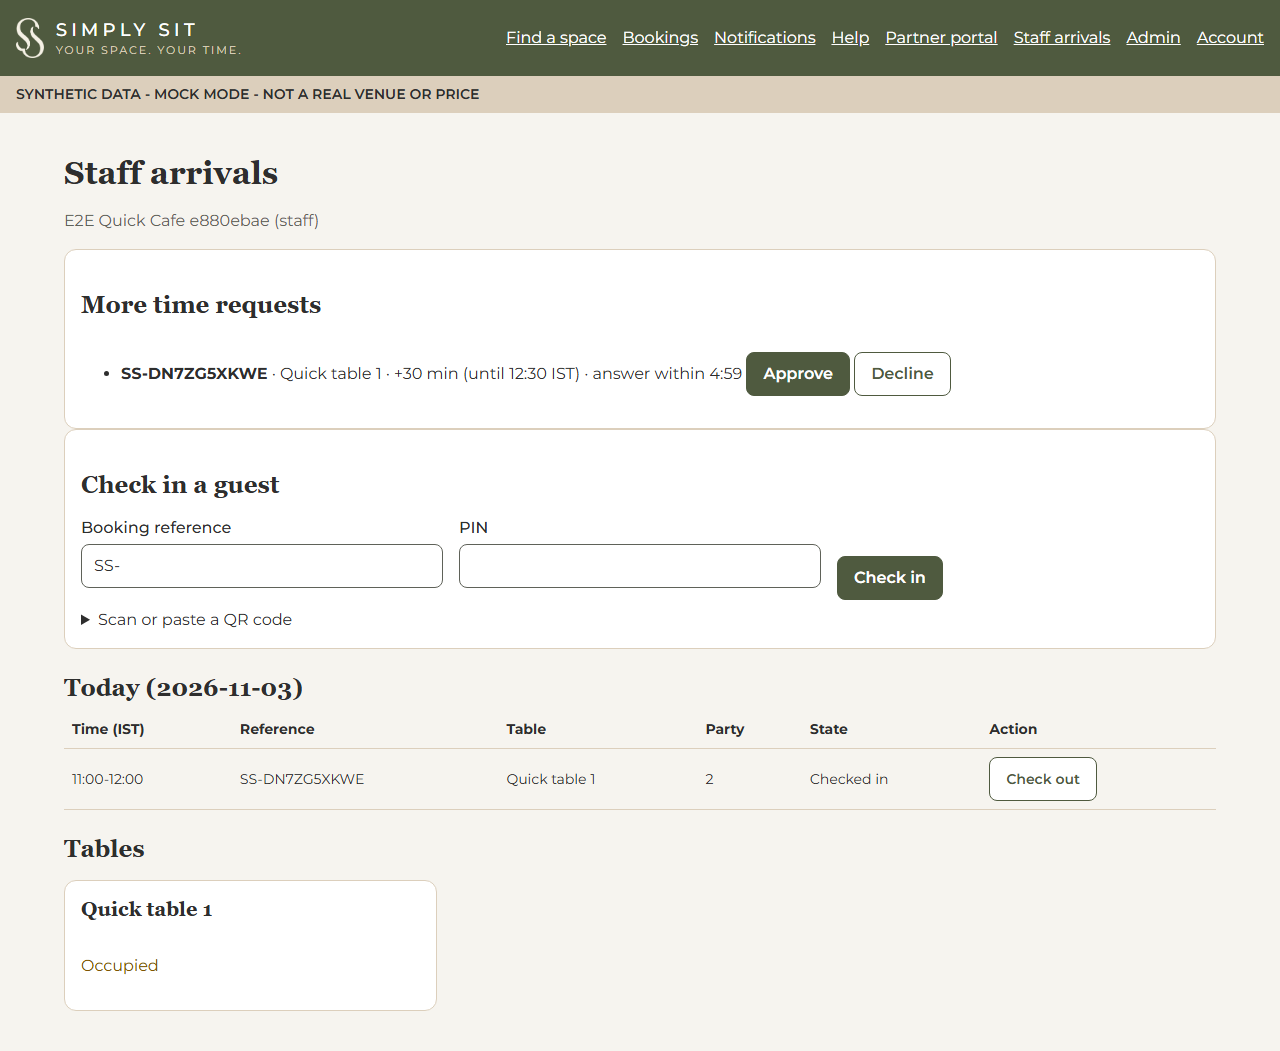 SIMPLY SIT
YOUR SPACE. YOUR TIME.
Find a space Bookings Notifications Help Partner portal Staff arrivals Admin Account
SYNTHETIC DATA - MOCK MODE - NOT A REAL VENUE OR PRICE
Staff arrivals
E2E Quick Cafe e880ebae (staff)
More time requests
• SS-DN7ZG5XKWE · Quick table 1 · +30 min (until 12:30 IST) · answer within 4:59 Approve Decline
Check in a guest
Booking reference PIN
SS-
Check in
Scan or paste a QR code
Today (2026-11-03)
Time (IST) Reference Table Party State Action
11:00-12:00 SS-DN7ZG5XKWE Quick table 1 2 Checked in Check out
Tables
Quick table 1
Occupied